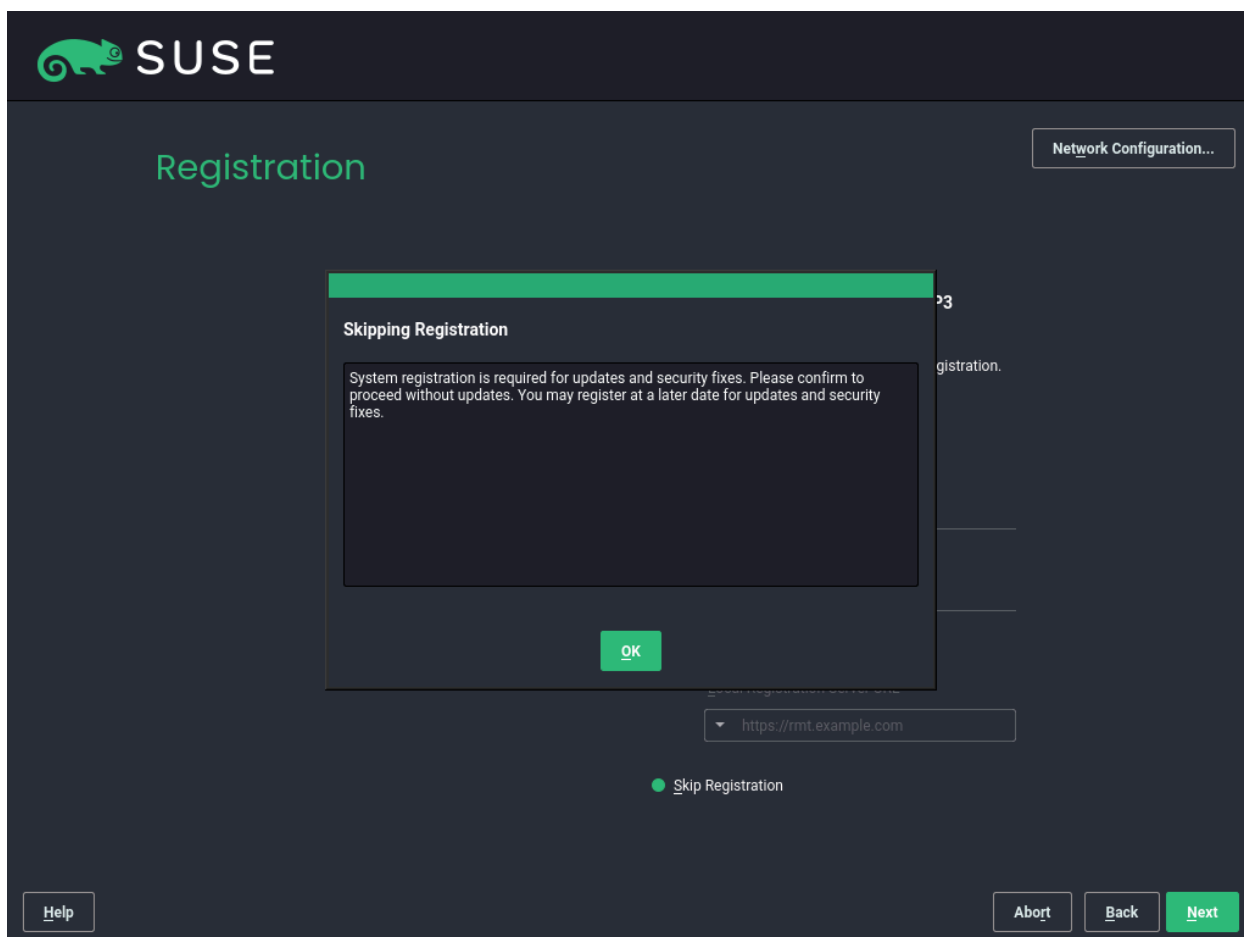 SUSE
Network Configuration...
Registration
P3
Skipping Registration
gistration.
System registration is required for updates and security fixes. Please confirm to
proceed without updates. You may register at a later date for updates and security
fixes.
OK
https://rmt.example.com
Skip Registration
Help
Abort
Back
Next